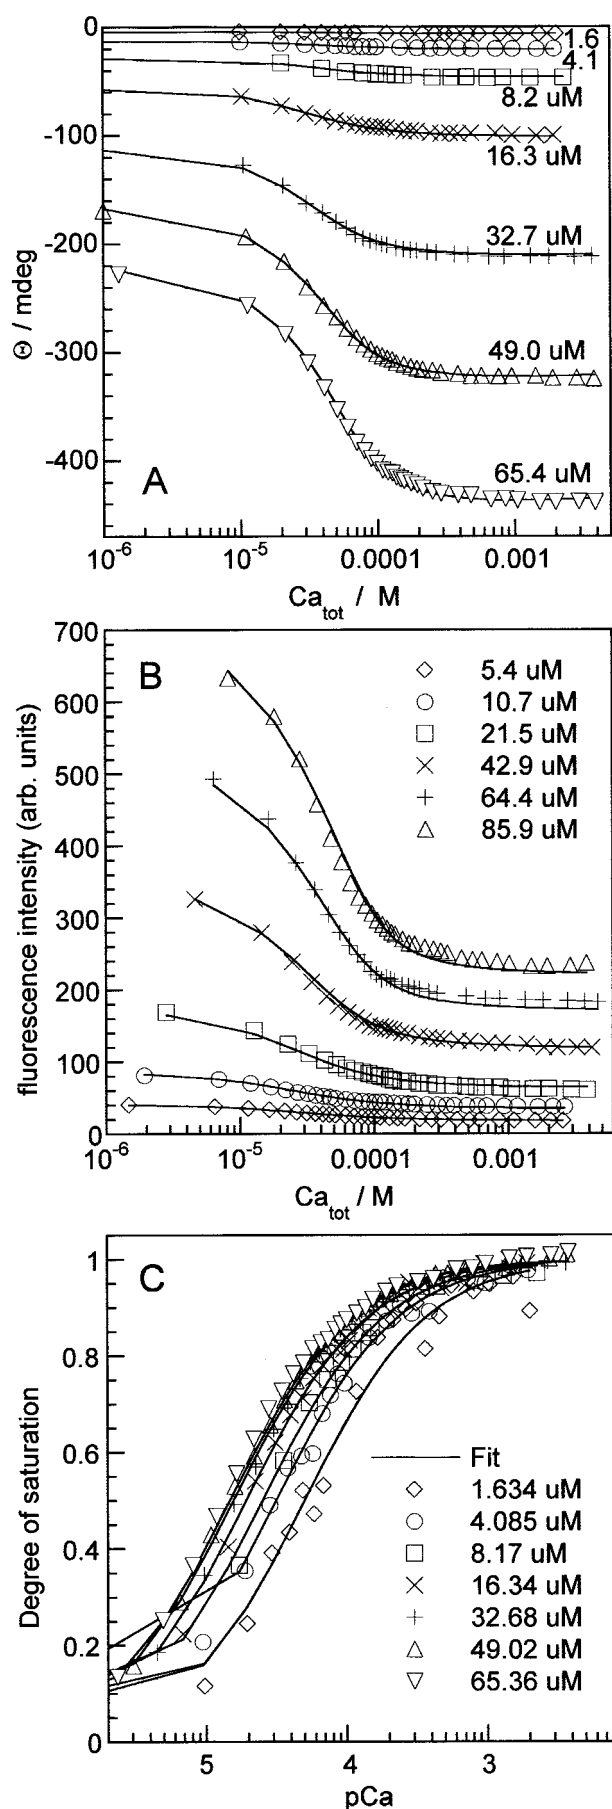 0
-100
-200
-300
-400
Θ / mdeg
1.6
4.1
8.2 uM
16.3 uM
32.7 uM
49.0 uM
65.4 uM
A
10-6
10-5
0.0001
0.001
Catot / M
700
600
500
400
300
200
100
0
fluorescence intensity (arb. units)
B
5.4 uM
10.7 uM
21.5 uM
42.9 uM
64.4 uM
85.9 uM
10-6
10-5
0.0001
0.001
Catot / M
1
0.8
0.6
0.4
0.2
0
Degree of saturation
C
Fit
1.634 uM
4.085 uM
8.17 uM
16.34 uM
32.68 uM
49.02 uM
65.36 uM
5
4
3
pCa